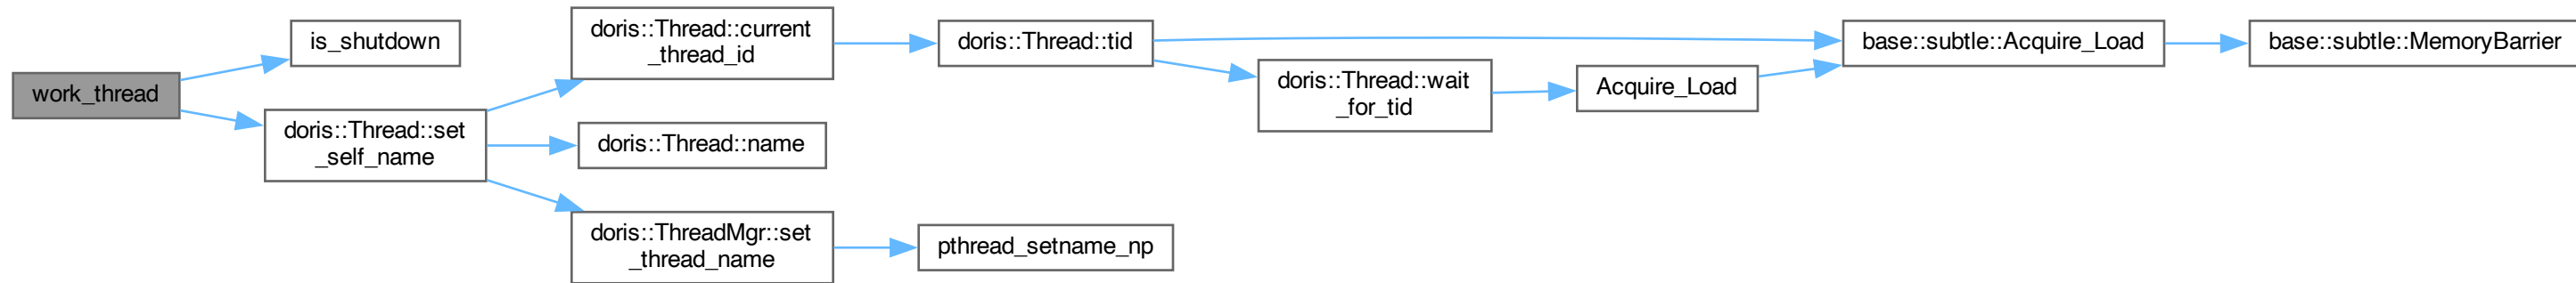 work_thread
is_shutdown
doris::Thread::set
_self_name
doris::Thread::current
_thread_id
doris::Thread::name
doris::ThreadMgr::set
_thread_name
doris::Thread::tid
pthread_setname_np
doris::Thread::wait
_for_tid
Acquire_Load
base::subtle::Acquire_Load
base::subtle::MemoryBarrier